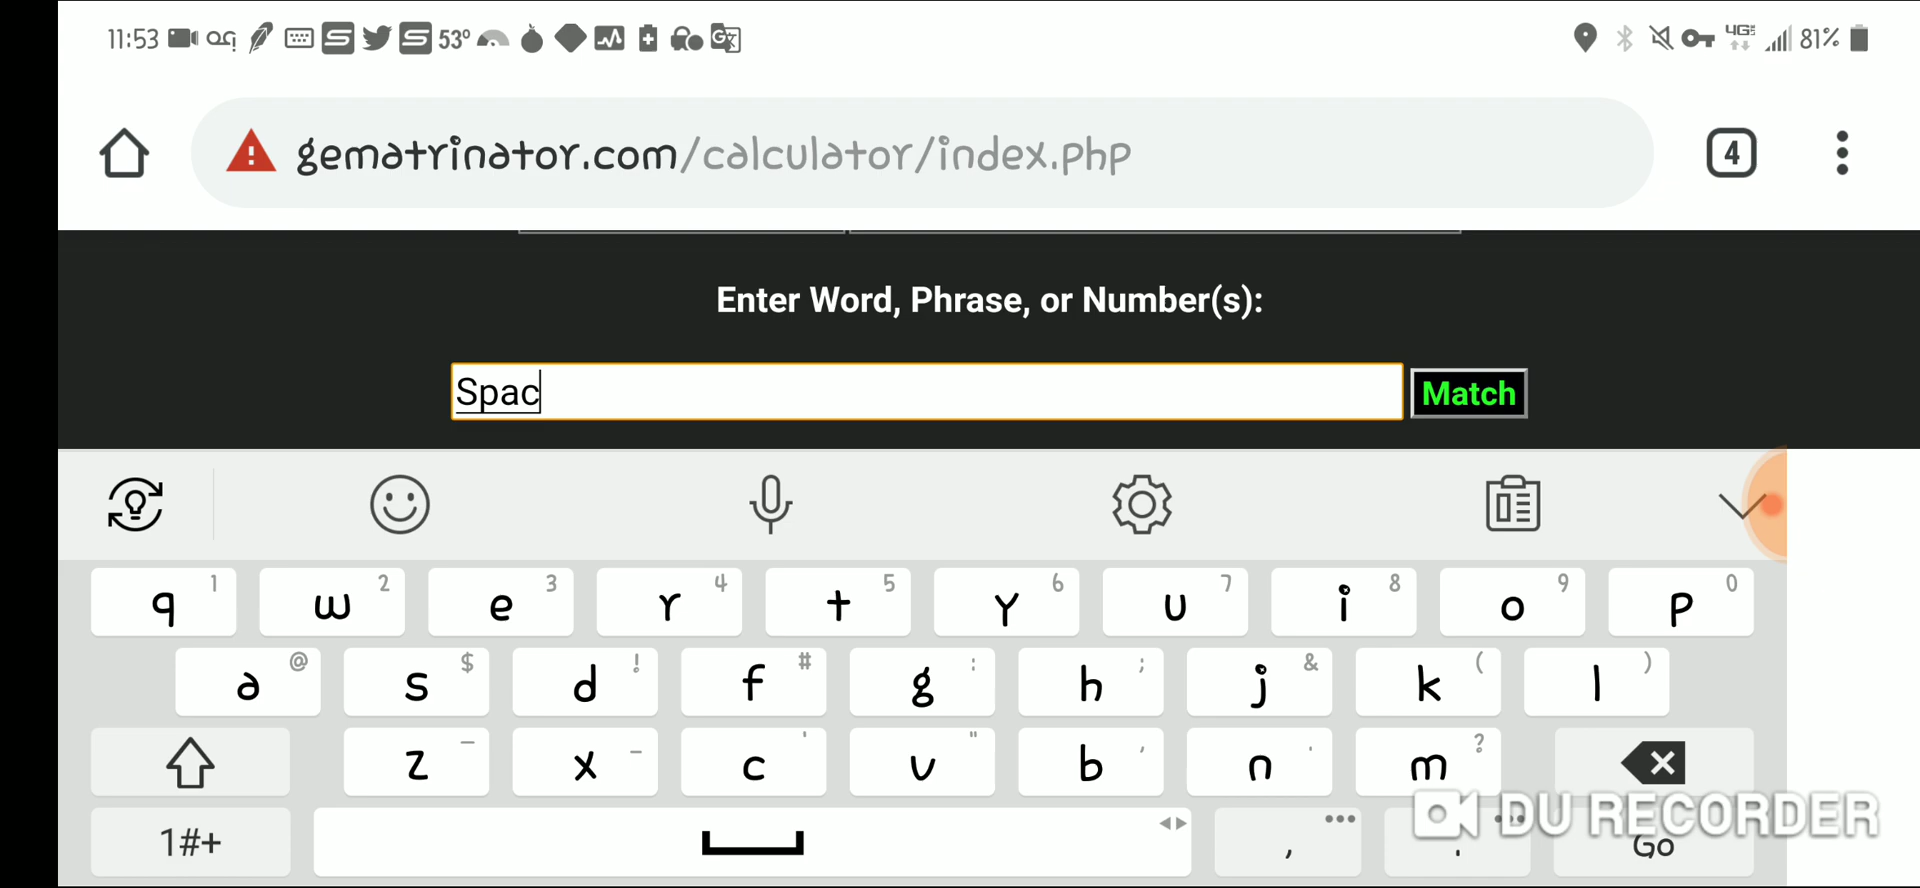 11:53 53° 4G 81%
gematrinator.com/calculator/index.php 4
Enter Word, Phrase, or Number(s):
Spac Match
q 1 w 2 e 3 r 4 t 5 y 6 u 7 i 8 o 9 p 0
a @ s $ d ! f # g : h ; j & k ( l )
z – x – c ' v " b , n . m ?
1#+ , . Go
DU RECORDER